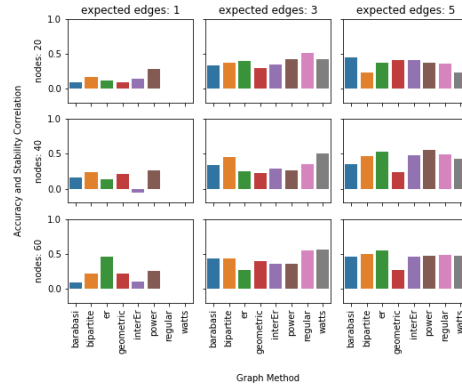 expected edges: 1
expected edges: 3
expected edges: 5
Accuracy and Stability Correlation
nodes: 20
1.0
0.5
0.0
nodes: 40
1.0
0.5
0.0
nodes: 60
1.0
0.5
0.0
barabasi
bipartite
er
geometric
interEr
power
regular
watts
barabasi
bipartite
er
geometric
interEr
power
regular
watts
barabasi
bipartite
er
geometric
interEr
power
regular
watts
Graph Method